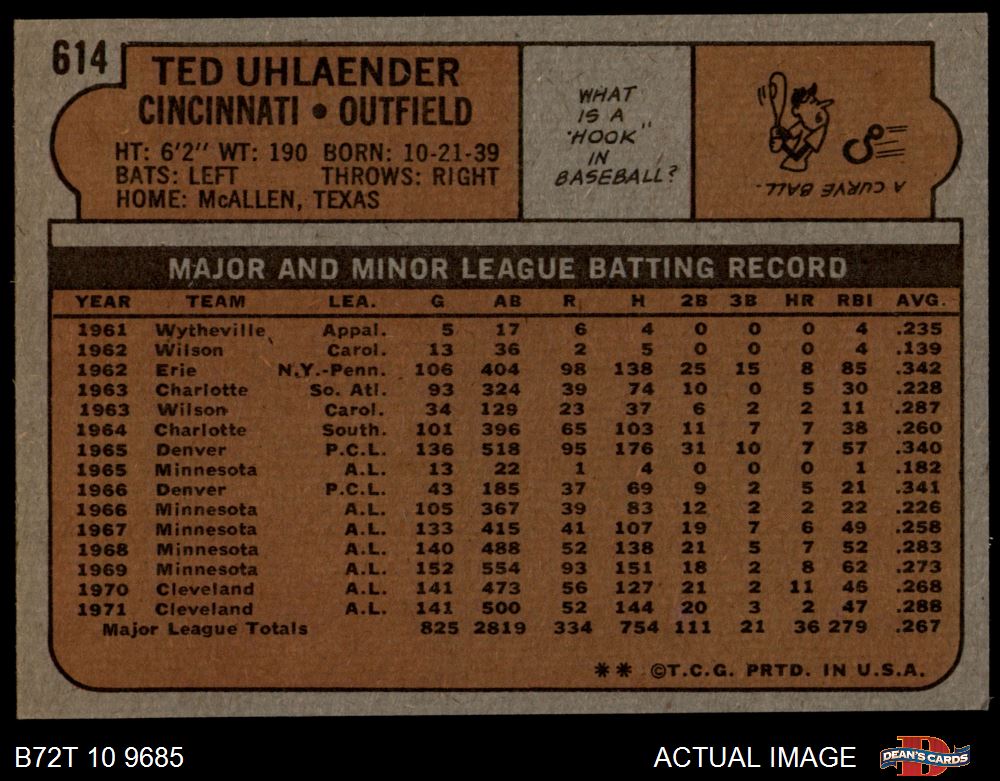 614
TED UHLAENDER
CINCINNATI • OUTFIELD
HT: 6'2" WT: 190 BORN: 10-21-39
BATS: LEFT THROWS: RIGHT
HOME: McALLEN, TEXAS
WHAT
IS A
"HOOK"
IN
BASEBALL?
A CURVE BALL.
MAJOR AND MINOR LEAGUE BATTING RECORD
YEAR TEAM LEA. G AB R H 2B 3B HR RBI AVG.
1961 Wytheville Appal. 5 17 6 4 0 0 0 4 .235
1962 Wilson Carol. 13 36 2 5 0 0 0 4 .139
1962 Erie N.Y.-Penn. 106 404 98 138 25 15 8 85 .342
1963 Charlotte So. Atl. 93 324 39 74 10 0 5 30 .228
1963 Wilson Carol. 34 129 23 37 6 2 2 11 .287
1964 Charlotte South. 101 396 65 103 11 7 7 38 .260
1965 Denver P.C.L. 136 518 95 176 31 10 7 57 .340
1965 Minnesota A.L. 13 22 1 4 0 0 0 1 .182
1966 Denver P.C.L. 43 185 37 69 9 2 5 21 .341
1966 Minnesota A.L. 105 367 39 83 12 2 2 22 .226
1967 Minnesota A.L. 133 415 41 107 19 7 6 49 .258
1968 Minnesota A.L. 140 488 52 138 21 5 7 52 .283
1969 Minnesota A.L. 152 554 93 151 18 2 8 62 .273
1970 Cleveland A.L. 141 473 56 127 21 2 11 46 .268
1971 Cleveland A.L. 141 500 52 144 20 3 2 47 .288
Major League Totals 825 2819 334 754 111 21 36 279 .267
** ©T.C.G. PRTD. IN U.S.A.
B72T 10 9685
ACTUAL IMAGE
DEAN'S CARDS